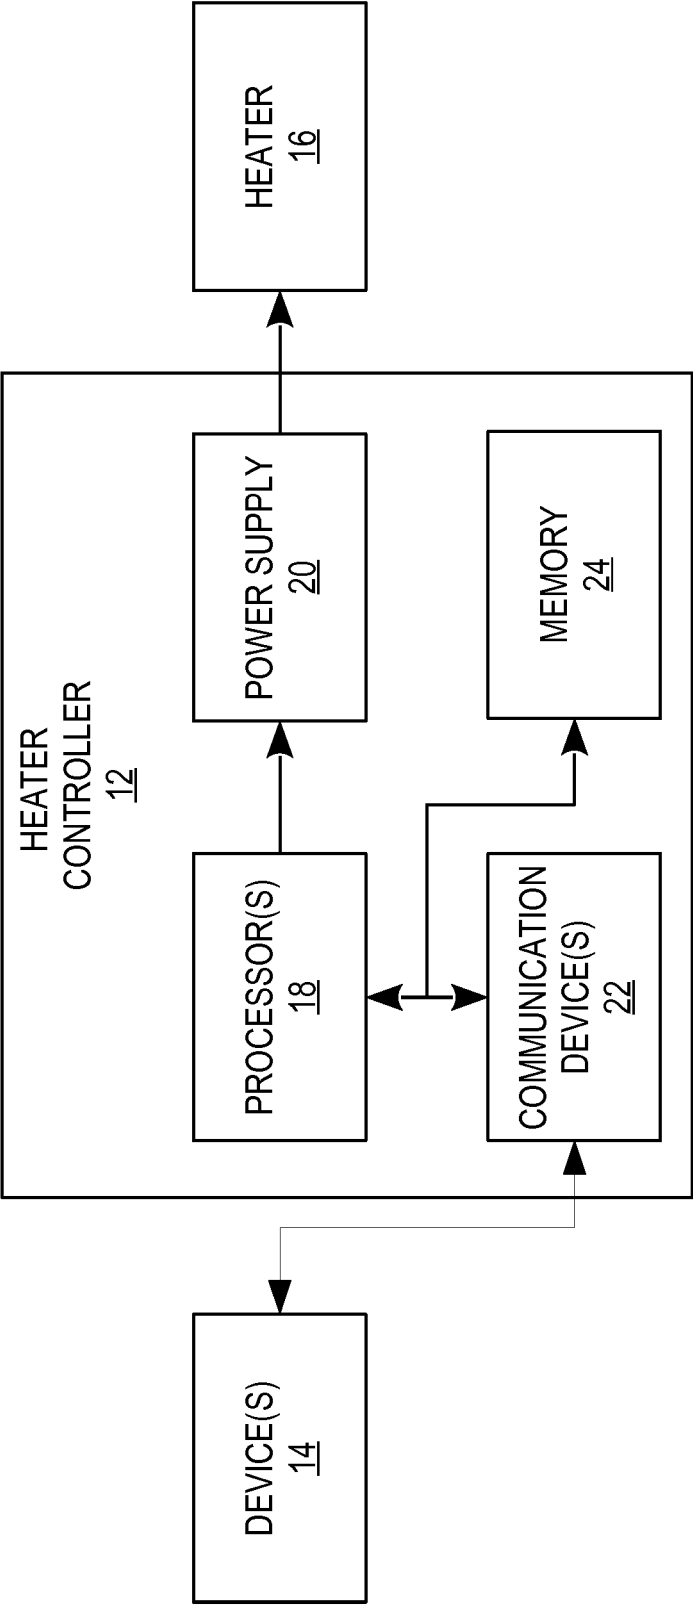 HEATER
CONTROLLER
12
DEVICE(S)
14
PROCESSOR(S)
18
POWER SUPPLY
20
HEATER
16
COMMUNICATION
DEVICE(S)
22
MEMORY
24